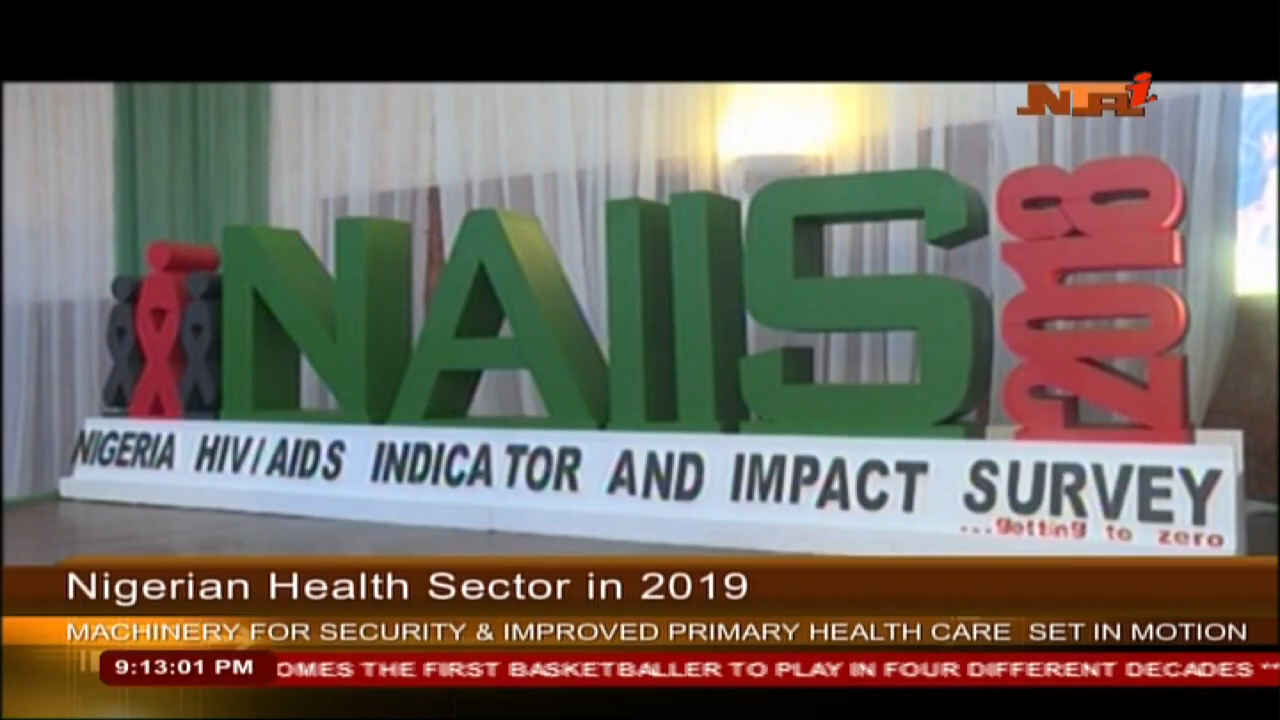 NTAi
NAIIS 2018
NIGERIA HIV/AIDS INDICATOR AND IMPACT SURVEY
...getting to zero
Nigerian Health Sector in 2019
MACHINERY FOR SECURITY & IMPROVED PRIMARY HEALTH CARE SET IN MOTION
9:13:01 PM OMES THE FIRST BASKETBALLER TO PLAY IN FOUR DIFFERENT DECADES **